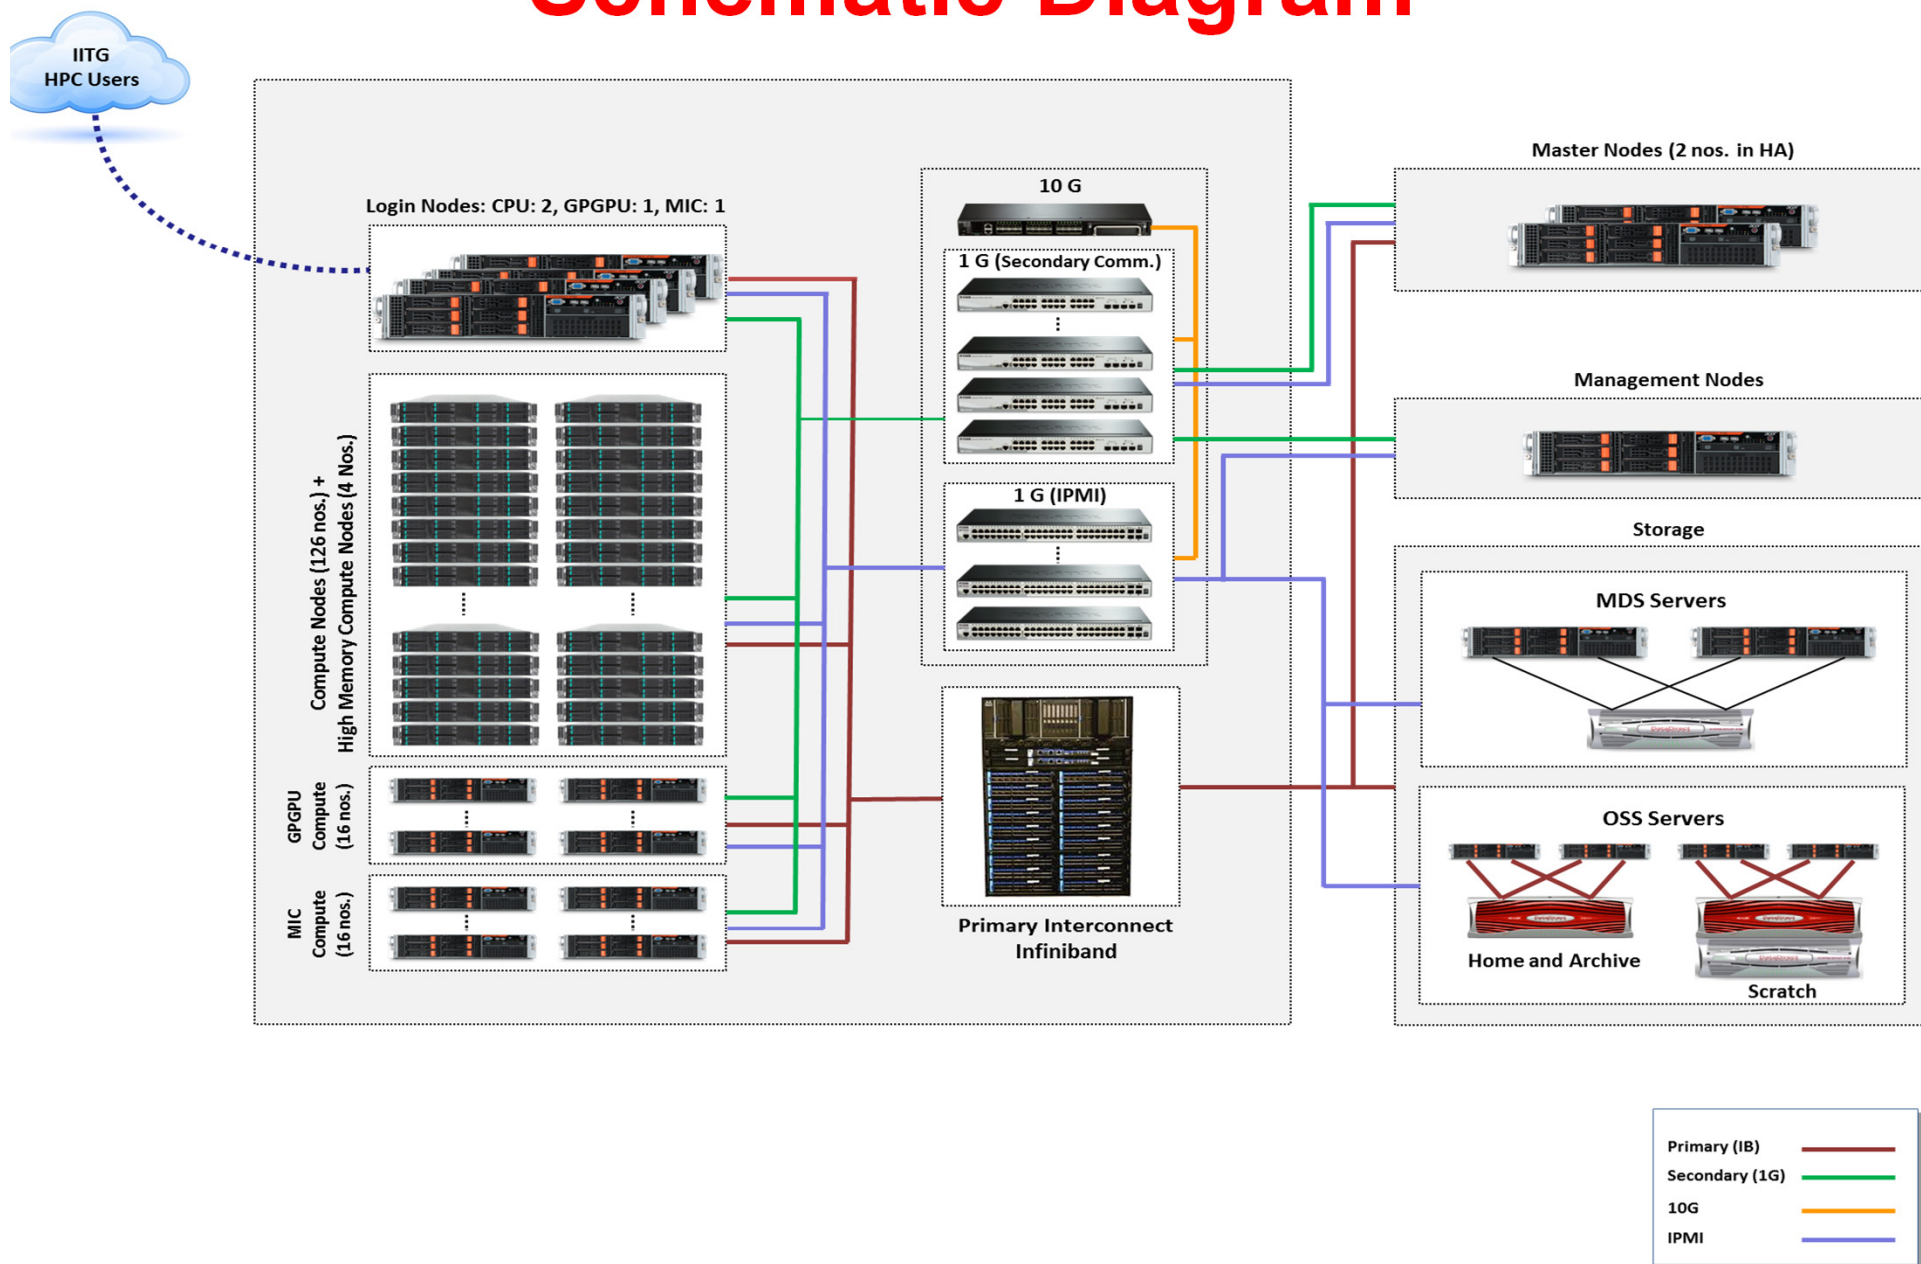 Schematic Diagram
IITG
HPC Users
Login Nodes: CPU: 2, GPGPU: 1, MIC: 1
Compute Nodes (126 nos.) +
High Memory Compute Nodes (4 Nos.)
GPGPU
Compute
(16 nos.)
MIC
Compute
(16 nos.)
10 G
1 G (Secondary Comm.)
1 G (IPMI)
Primary Interconnect
Infiniband
Master Nodes (2 nos. in HA)
Management Nodes
Storage
MDS Servers
OSS Servers
Home and Archive
Scratch
Primary (IB)
Secondary (1G)
10G
IPMI